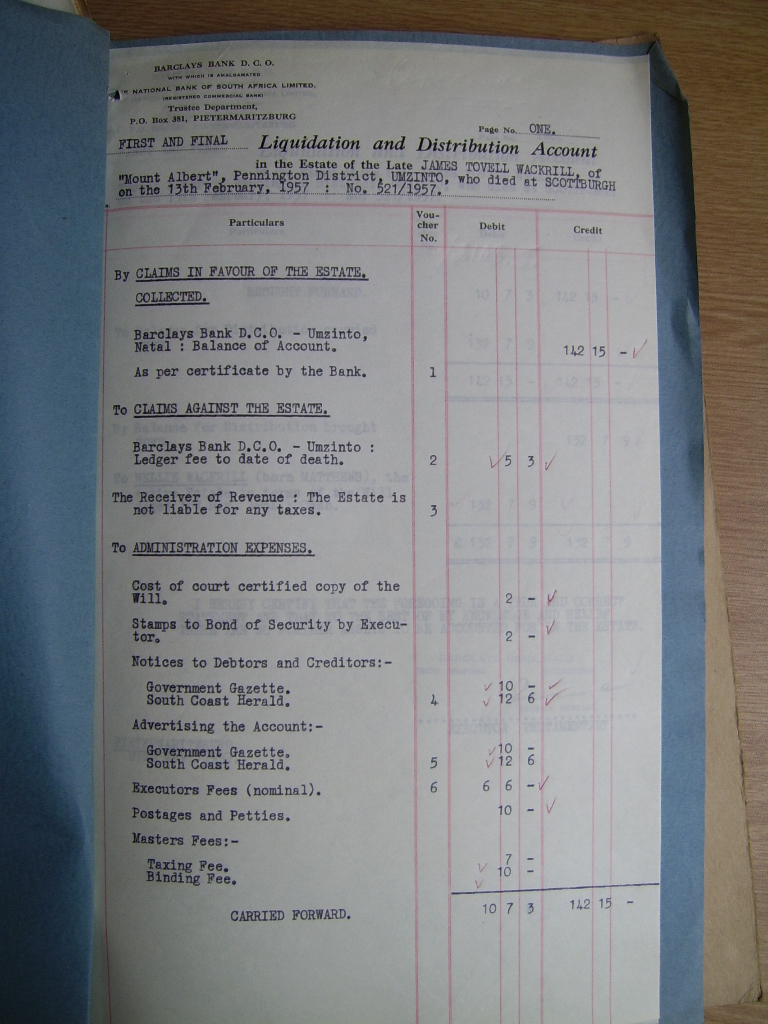 BARCLAYS BANK D. C. O.
WITH WHICH IS AMALGAMATED
NATIONAL BANK OF SOUTH AFRICA LIMITED.
(REGISTERED COMMERCIAL BANK)
Trustee Department,
P.O. Box 381, PIETERMARITZBURG
Page No. ONE.
FIRST AND FINAL Liquidation and Distribution Account
in the Estate of the Late JAMES TOVELL WACKRILL, of
"Mount Albert", Pennington District, UMZINTO, who died at SCOTTBURGH
on the 13th February, 1957 : No. 521/1957.
Particulars Vou-cher No. Debit Credit
By CLAIMS IN FAVOUR OF THE ESTATE.
COLLECTED.
Barclays Bank D.C.O. - Umzinto,
Natal : Balance of Account. 142 15 -
As per certificate by the Bank. 1
To CLAIMS AGAINST THE ESTATE.
Barclays Bank D.C.O. - Umzinto :
Ledger fee to date of death. 2 5 3
The Receiver of Revenue : The Estate is
not liable for any taxes. 3
To ADMINISTRATION EXPENSES.
Cost of court certified copy of the
Will. 2 -
Stamps to Bond of Security by Execu-
tor. 2 -
Notices to Debtors and Creditors:-
Government Gazette. 10 -
South Coast Herald. 4 12 6
Advertising the Account:-
Government Gazette. 10 -
South Coast Herald. 5 12 6
Executors Fees (nominal). 6 6 6 -
Postages and Petties. 10 -
Masters Fees:-
Taxing Fee. 7 -
Binding Fee. 10 -
CARRIED FORWARD. 10 7 3 142 15 -